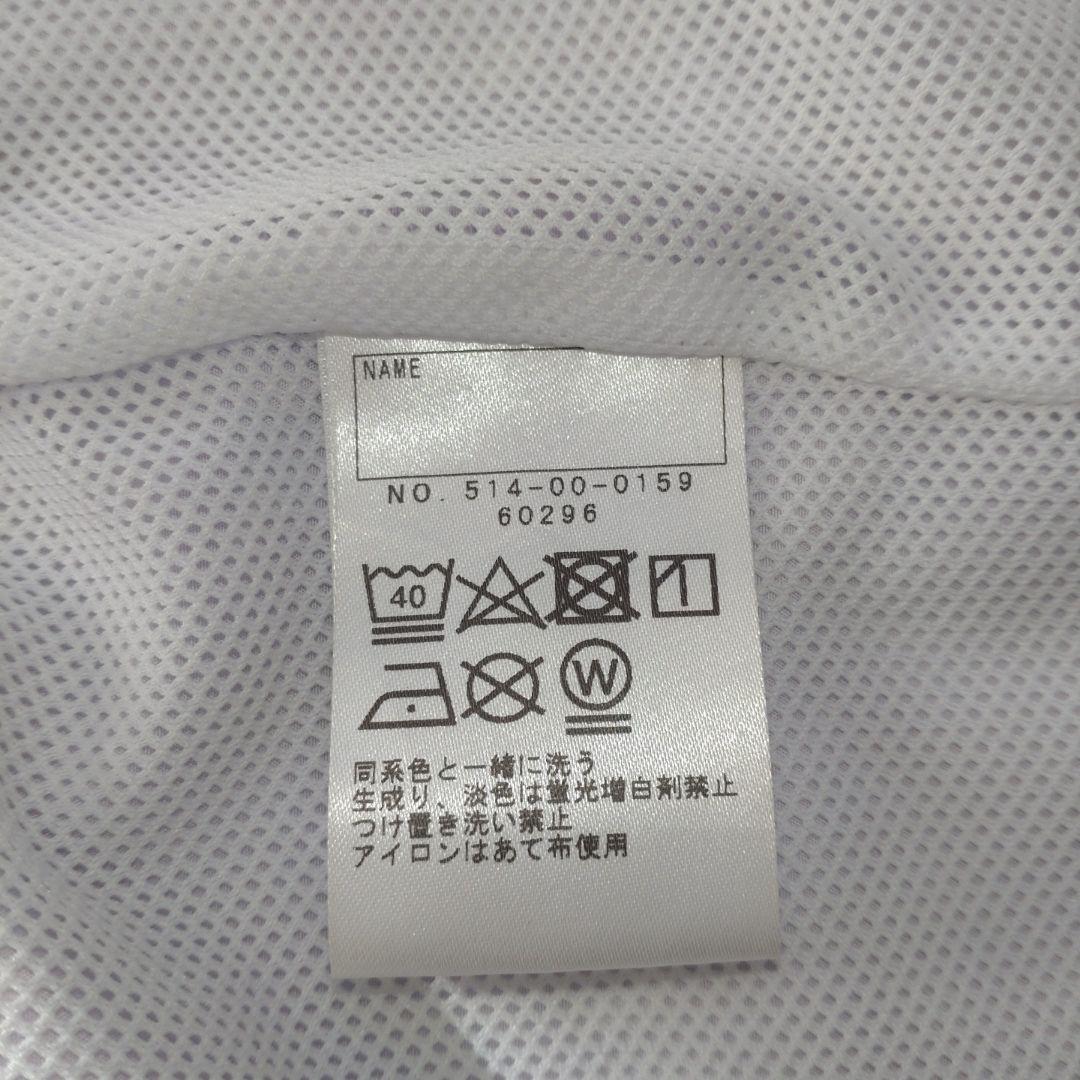 NAME
NO. 514-00-0159
60296
40
W
同系色と一緒に洗う
生成り、淡色は蛍光増白剤禁止
つけ置き洗い禁止
アイロンはあて布使用